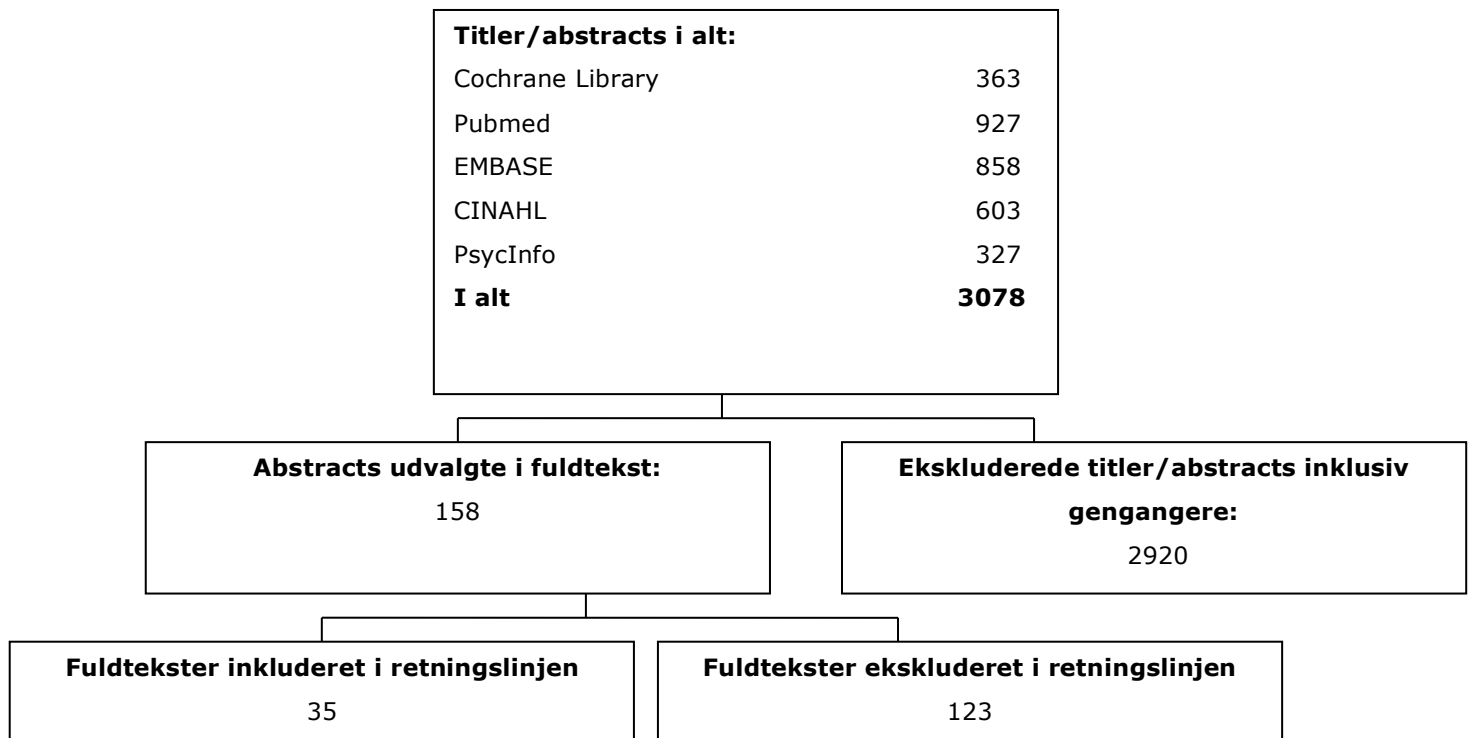 Titler/abstracts i alt:
Cochrane Library 363
Pubmed 927
EMBASE 858
CINAHL 603
PsycInfo 327
I alt 3078
Abstracts udvalgte i fuldtekst:
158
Ekskluderede titler/abstracts inklusiv
gengangere:
2920
Fuldtekster inkluderet i retningslinjen
35
Fuldtekster ekskluderet i retningslinjen
123